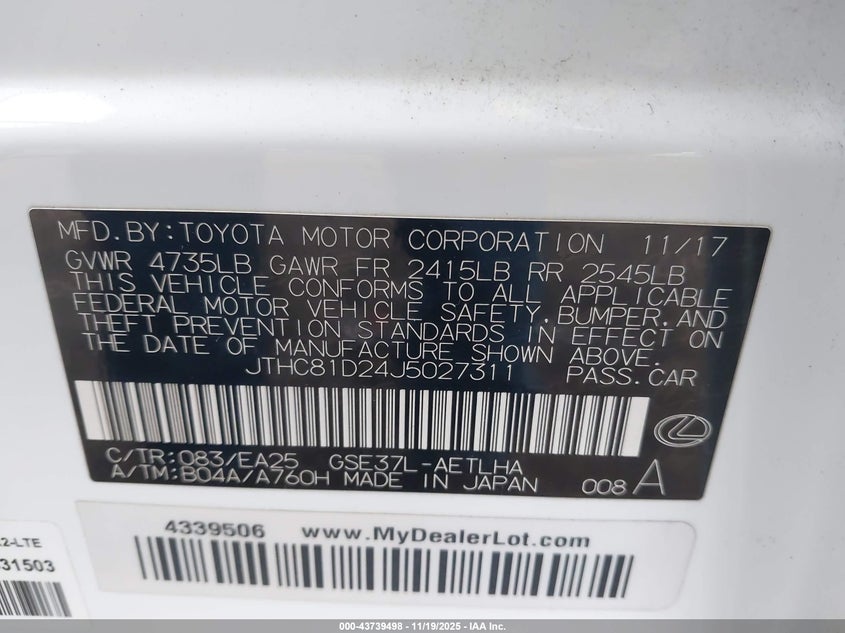 MFD.BY:TOYOTA MOTOR CORPORATION 11/17
GVWR 4735LB GAWR FR 2415LB RR 2545LB
THIS VEHICLE CONFORMS TO ALL APPLICABLE
FEDERAL MOTOR VEHICLE SAFETY,BUMPER,AND
THEFT PREVENTION STANDARDS IN EFFECT ON
THE DATE OF MANUFACTURE SHOWN ABOVE.
JTHC81D24J5027311 PASS.CAR
C/TR:083/EA25 GSE37L-AETLHA
A/TM:B04A/A760H MADE IN JAPAN 008A
4339506 www.MyDealerLot.com
.2-LTE
31503
000-43739498 - 11/19/2025 - IAA Inc.